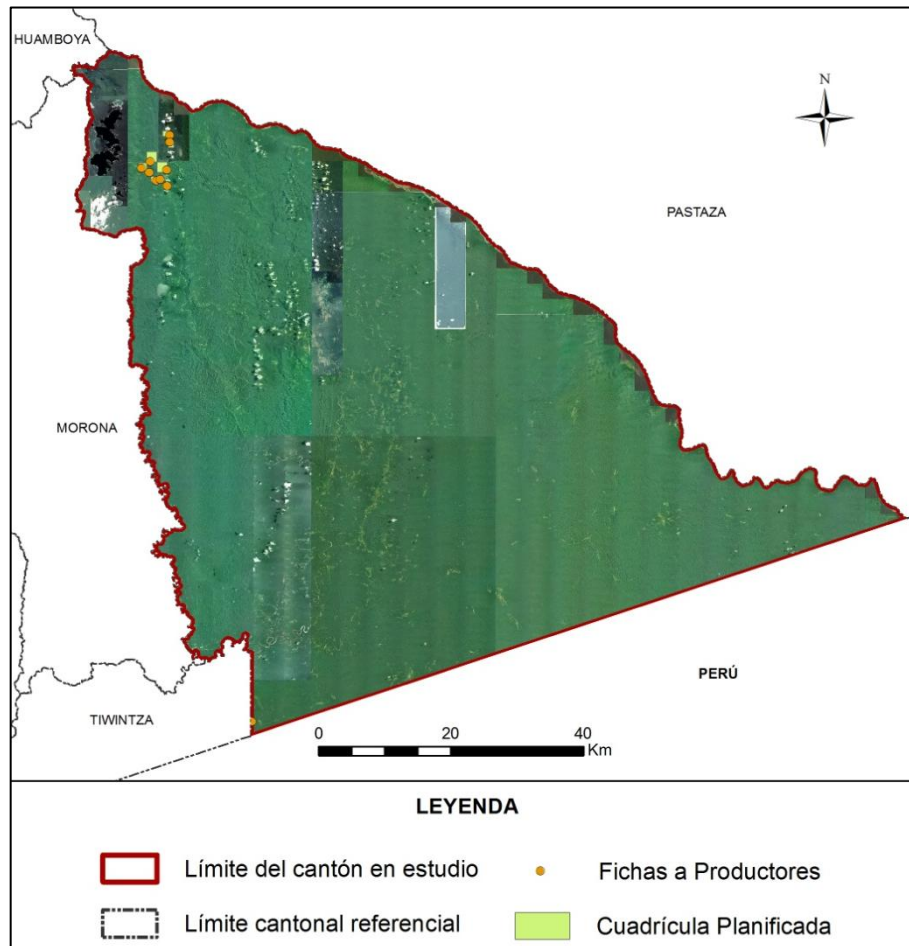 HUAMBOYA
N
PASTAZA
MORONA
PERÚ
TIWINTZA
0 20 40
Km
LEYENDA
Límite del cantón en estudio
Fichas a Productores
Límite cantonal referencial
Cuadrícula Planificada